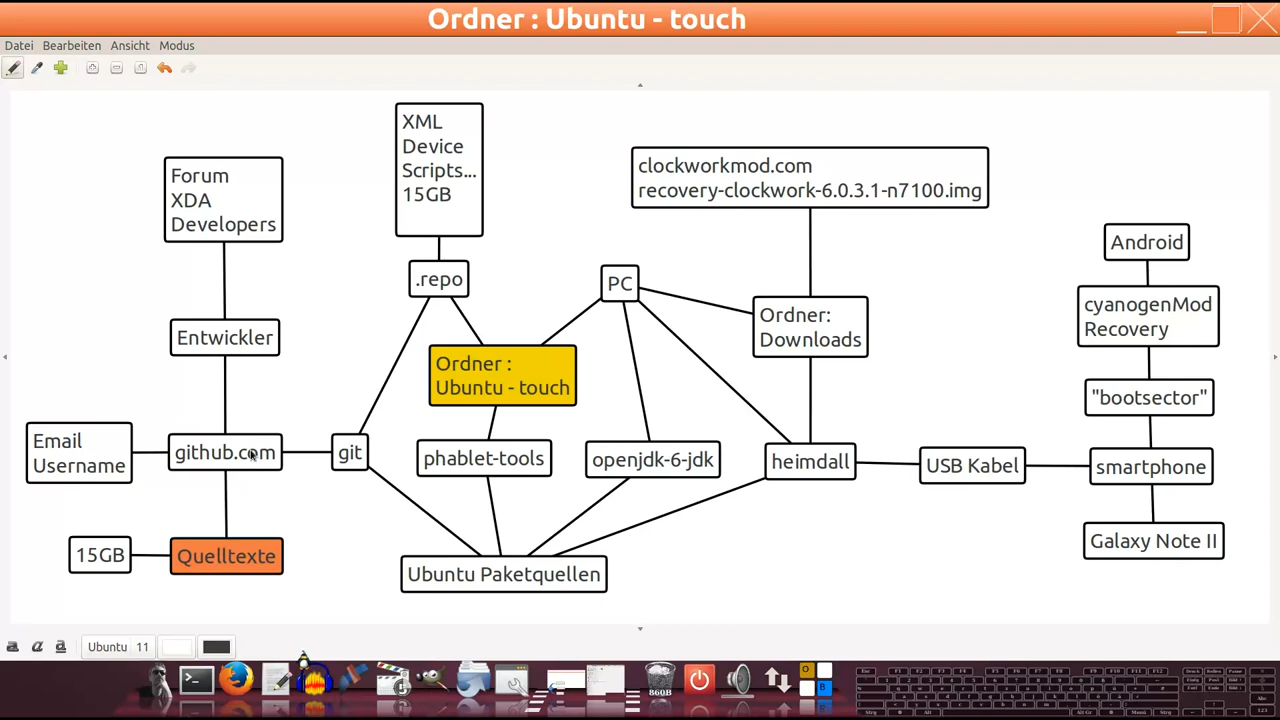 Ordner : Ubuntu - touch
Datei Bearbeiten Ansicht Modus
XML
Device
Scripts...
15GB
Forum
XDA
Developers
clockworkmod.com
recovery-clockwork-6.0.3.1-n7100.img
Android
.repo
PC
cyanogenMod
Recovery
Ordner:
Downloads
Entwickler
Ordner :
Ubuntu - touch
"bootsector"
Email
Username
github.com
git
phablet-tools
openjdk-6-jdk
heimdall
USB Kabel
smartphone
15GB
Quelltexte
Ubuntu Paketquellen
Galaxy Note II
a a a Ubuntu 11
860B
O
B